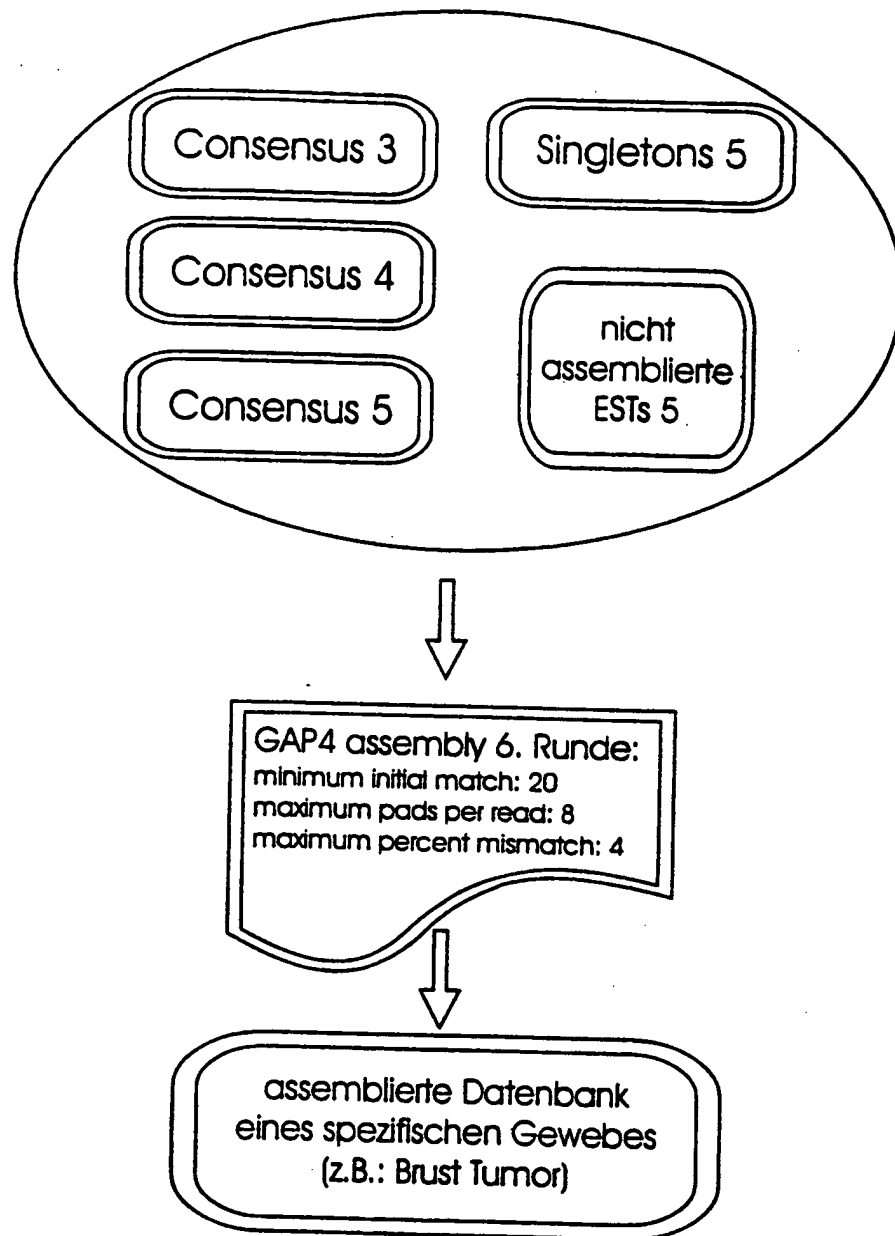 Consensus 3
Singletons 5
Consensus 4
nicht
assemblierte
ESTs 5
Consensus 5
GAP4 assembly 6. Runde:
minimum initial match: 20
maximum pads per read: 8
maximum percent mismatch: 4
assemblierte Datenbank
eines spezifischen Gewebes
(z.B.: Brust Tumor)